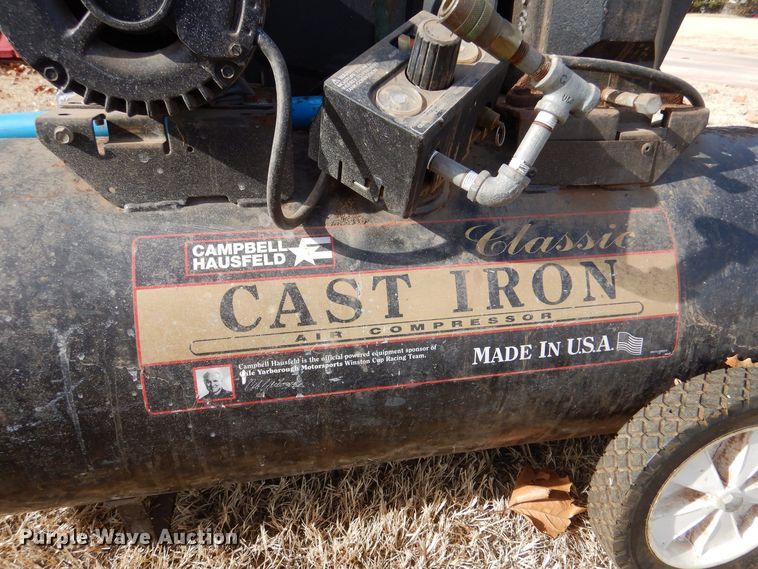 CAMPBELL
HAUSFELD
Classic
CAST IRON
AIR COMPRESSOR
Campbell Hausfeld is the official powered equipment sponsor of
Cale Yarborough Motorsports Winston Cup Racing Team.
MADE IN U.S.A.
Purple Wave Auction